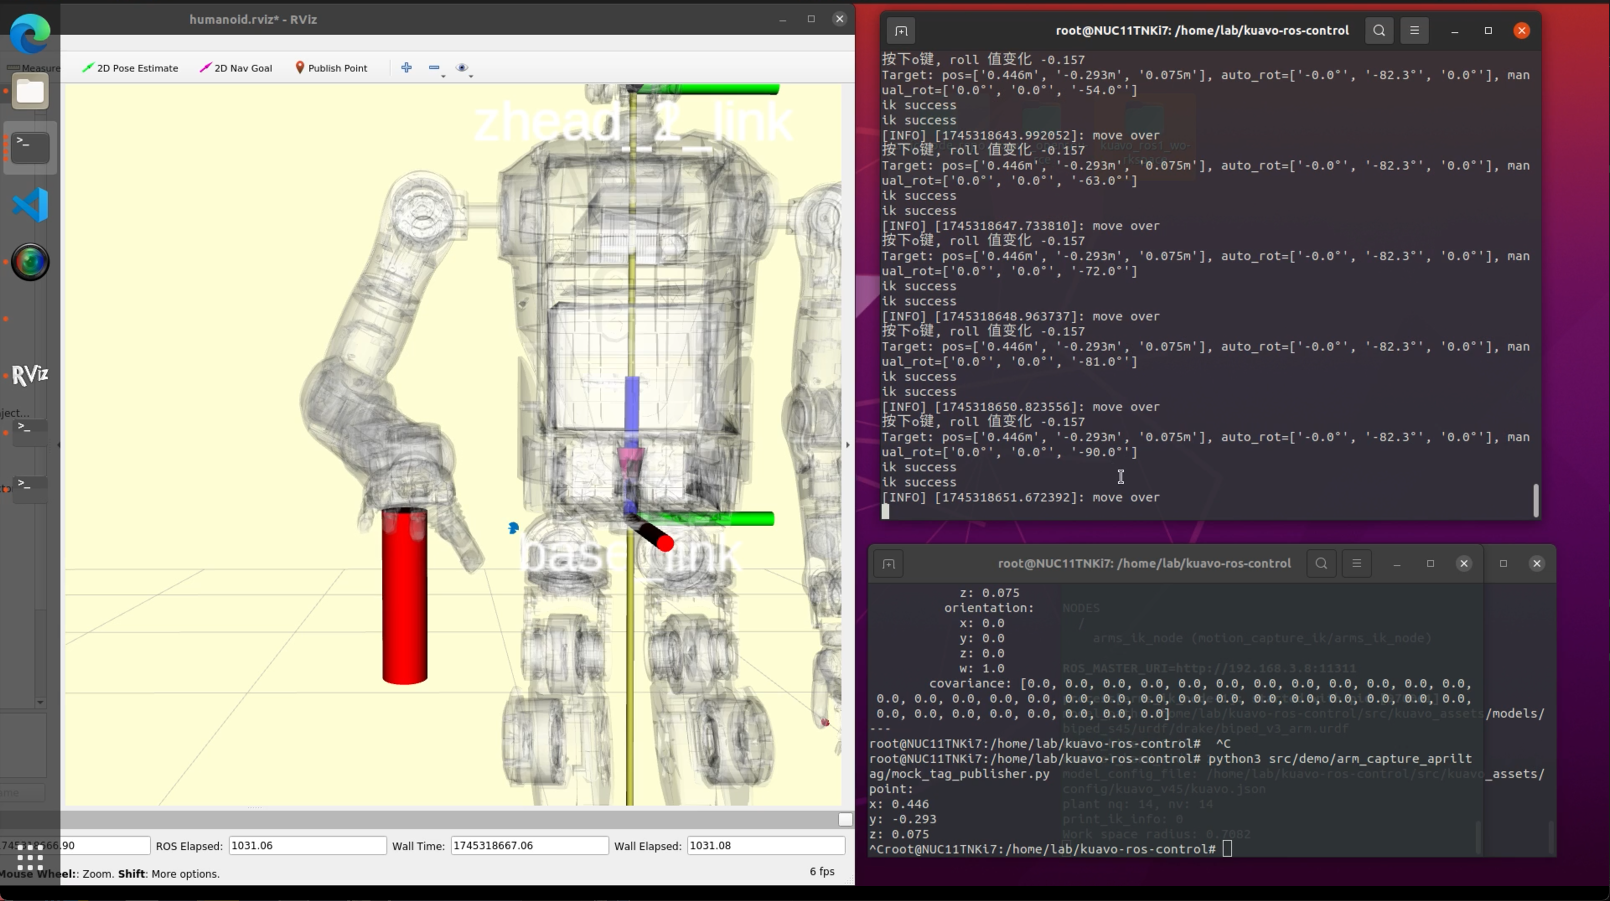 humanoid.rviz* - RViz
Measure
2D Pose Estimate
2D Nav Goal
Publish Point
zhead_2_link
base_link
RViz
ject...
ROS Elapsed:
1031.06
Wall Time:
1745318667.06
Wall Elapsed:
1031.08
Mouse Wheel:: Zoom. Shift: More options.
6 fps
root@NUC11TNKi7: /home/lab/kuavo-ros-control
按下o键, roll 值变化 -0.157
Target: pos=['0.446m', '-0.293m', '0.075m'], auto_rot=['-0.0°', '-82.3°', '0.0°'], man
ual_rot=['0.0°', '0.0°', '-54.0°']
ik success
ik success
[INFO] [1745318643.992052]: move over
按下o键, roll 值变化 -0.157
Target: pos=['0.446m', '-0.293m', '0.075m'], auto_rot=['-0.0°', '-82.3°', '0.0°'], man
ual_rot=['0.0°', '0.0°', '-63.0°']
ik success
ik success
[INFO] [1745318647.733810]: move over
按下o键, roll 值变化 -0.157
Target: pos=['0.446m', '-0.293m', '0.075m'], auto_rot=['-0.0°', '-82.3°', '0.0°'], man
ual_rot=['0.0°', '0.0°', '-72.0°']
ik success
ik success
[INFO] [1745318648.963737]: move over
按下o键, roll 值变化 -0.157
Target: pos=['0.446m', '-0.293m', '0.075m'], auto_rot=['-0.0°', '-82.3°', '0.0°'], man
ual_rot=['0.0°', '0.0°', '-81.0°']
ik success
ik success
[INFO] [1745318650.823556]: move over
按下o键, roll 值变化 -0.157
Target: pos=['0.446m', '-0.293m', '0.075m'], auto_rot=['-0.0°', '-82.3°', '0.0°'], man
ual_rot=['0.0°', '0.0°', '-90.0°']
ik success
ik success
[INFO] [1745318651.672392]: move over
root@NUC11TNKi7: /home/lab/kuavo-ros-control
z: 0.075
orientation:
x: 0.0
y: 0.0
z: 0.0
w: 1.0
covariance: [0.0, 0.0, 0.0, 0.0, 0.0, 0.0, 0.0, 0.0, 0.0, 0.0, 0.0, 0.0,
0.0, 0.0, 0.0, 0.0, 0.0, 0.0, 0.0, 0.0, 0.0, 0.0, 0.0, 0.0, 0.0, 0.0, 0.0, 0.0,
0.0, 0.0, 0.0, 0.0, 0.0, 0.0, 0.0, 0.0]
---
root@NUC11TNKi7:/home/lab/kuavo-ros-control# ^C
root@NUC11TNKi7:/home/lab/kuavo-ros-control# python3 src/demo/arm_capture_aprilt
ag/mock_tag_publisher.py
point:
x: 0.446
y: -0.293
z: 0.075
^Croot@NUC11TNKi7:/home/lab/kuavo-ros-control#
NODES
/
arms_ik_node (motion_capture_ik/arms_ik_node)
ROS_MASTER_URI=http://192.168.3.8:11311
/models/
biped_s45/urdf/drake/biped_v3_arm.urdf
model_config_file: /home/lab/kuavo-ros-control/src/kuavo_assets/
config/kuavo_v45/kuavo.json
plant nq: 14, nv: 14
print_ik_info: 0